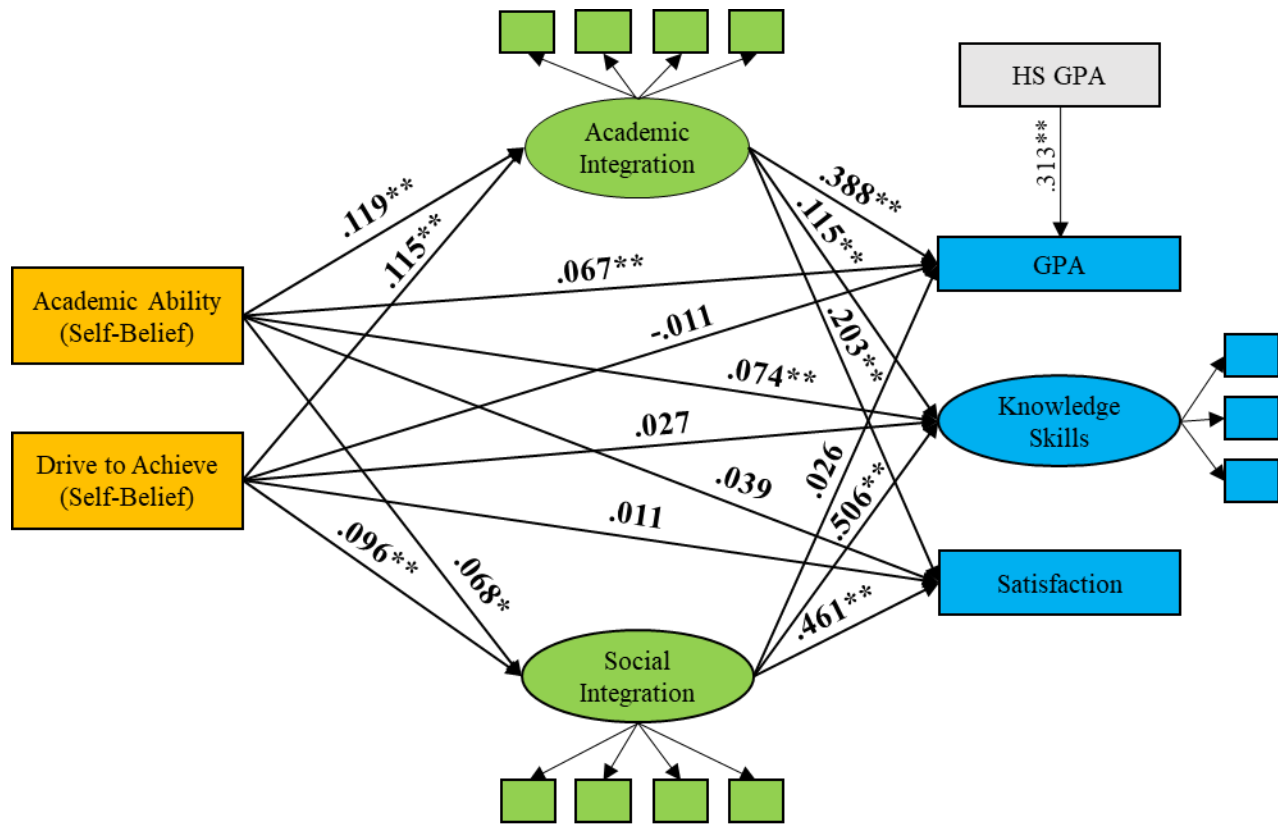 HS GPA
Academic
Integration
.313**
.388**
.119**
.115**
.115**
.067**
GPA
Academic Ability
(Self-Belief)
-.011
.203**
.074**
Knowledge
Skills
.027
Drive to Achieve
(Self-Belief)
.026
.039
.506**
.011
.096**
.068*
Satisfaction
.461**
Social
Integration